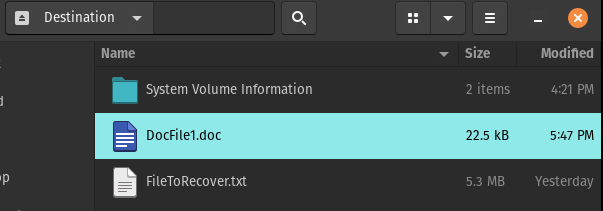 Destination
Name Size Modified
System Volume Information 2 items 4:21 PM
DocFile1.doc 22.5 kB 5:47 PM
FileToRecover.txt 5.3 MB Yesterday